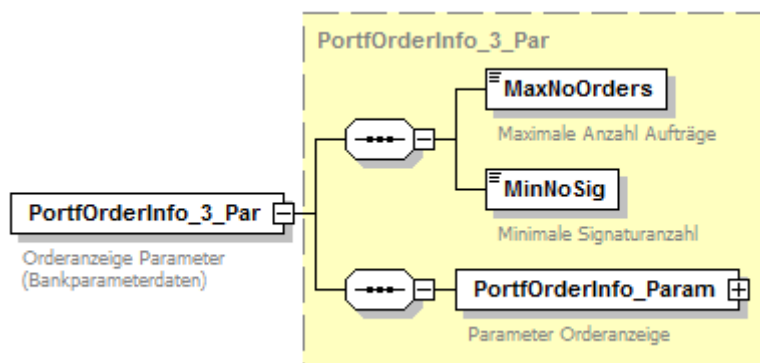 PortfOrderInfo_3_Par
MaxNoOrders
Maximale Anzahl Aufträge
MinNoSig
Minimale Signaturanzahl
PortfOrderInfo_3_Par
Orderanzeige Parameter
(Bankparameterdaten)
PortfOrderInfo_Param
Parameter Orderanzeige